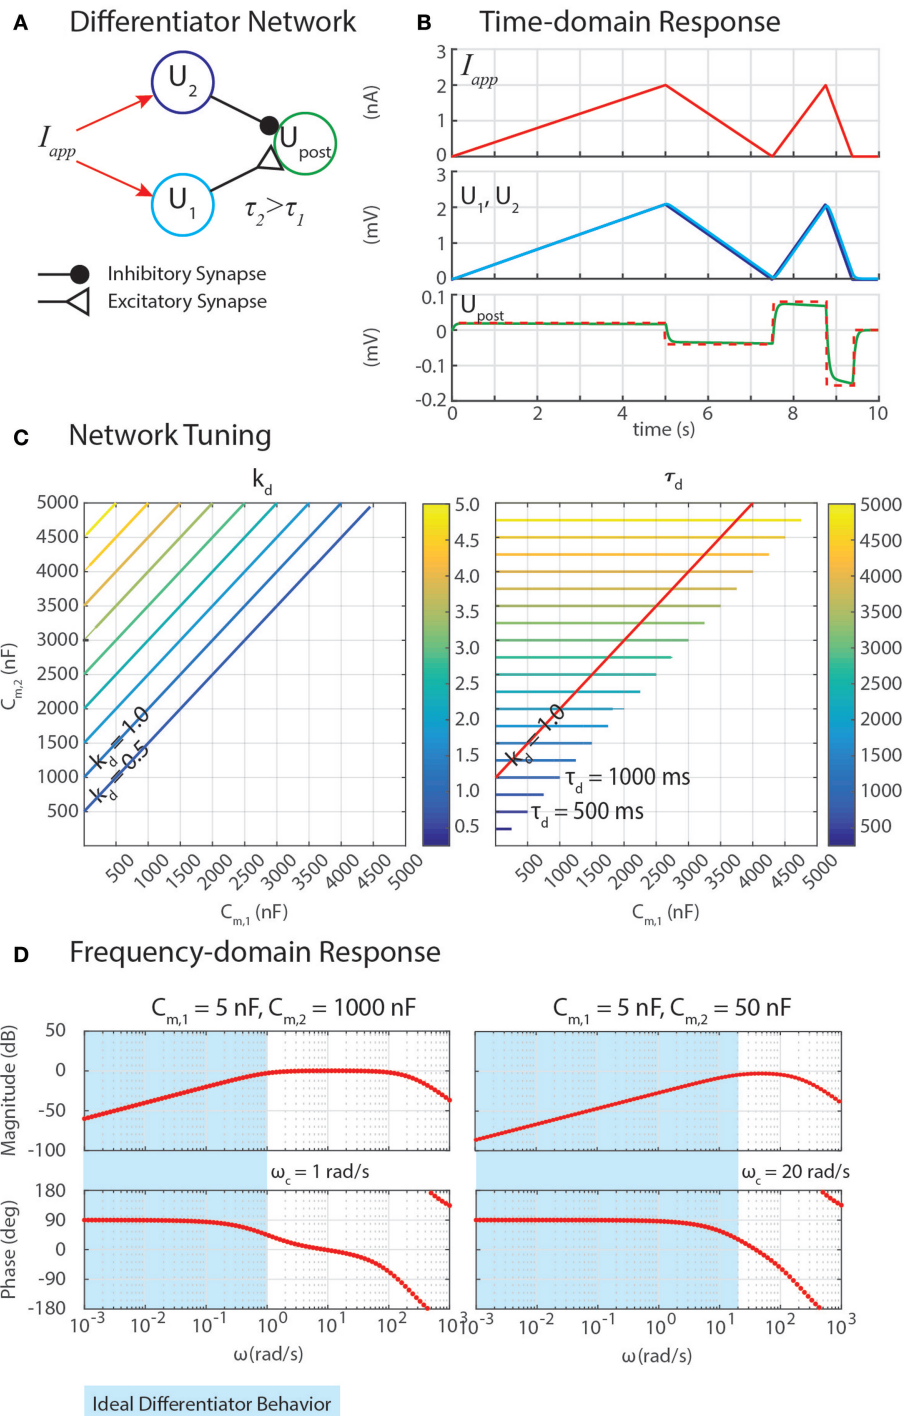 A Differentiator Network
U2
Iapp
Upost
U1
τ2>τ1
Inhibitory Synapse
Excitatory Synapse
B Time-domain Response
3
2
1
0
(nA)
Iapp
3
2
1
0
(mV)
U1, U2
0.1
0
-0.1
-0.2
(mV)
Upost
0 2 4 6 8 10
time (s)
C Network Tuning
kd
5000
4500
4000
3500
3000
2500
2000
1500
1000
500
Cm,2 (nF)
kd = 1.0
kd = 0.5
500 1000 1500 2000 2500 3000 3500 4000 4500 5000
Cm,1 (nF)
5.0
4.5
4.0
3.5
3.0
2.5
2.0
1.5
1.0
0.5
τd
kd = 1.0
τd = 1000 ms
τd = 500 ms
500 1000 1500 2000 2500 3000 3500 4000 4500 5000
Cm,1 (nF)
5000
4500
4000
3500
3000
2500
2000
1500
1000
500
D Frequency-domain Response
Cm,1 = 5 nF, Cm,2 = 1000 nF
50
0
-50
-100
Magnitude (dB)
ωc = 1 rad/s
180
90
0
-90
-180
Phase (deg)
10-3 10-2 10-1 100 101 102 103
ω(rad/s)
Cm,1 = 5 nF, Cm,2 = 50 nF
ωc = 20 rad/s
10-3 10-2 10-1 100 101 102 103
ω(rad/s)
Ideal Differentiator Behavior